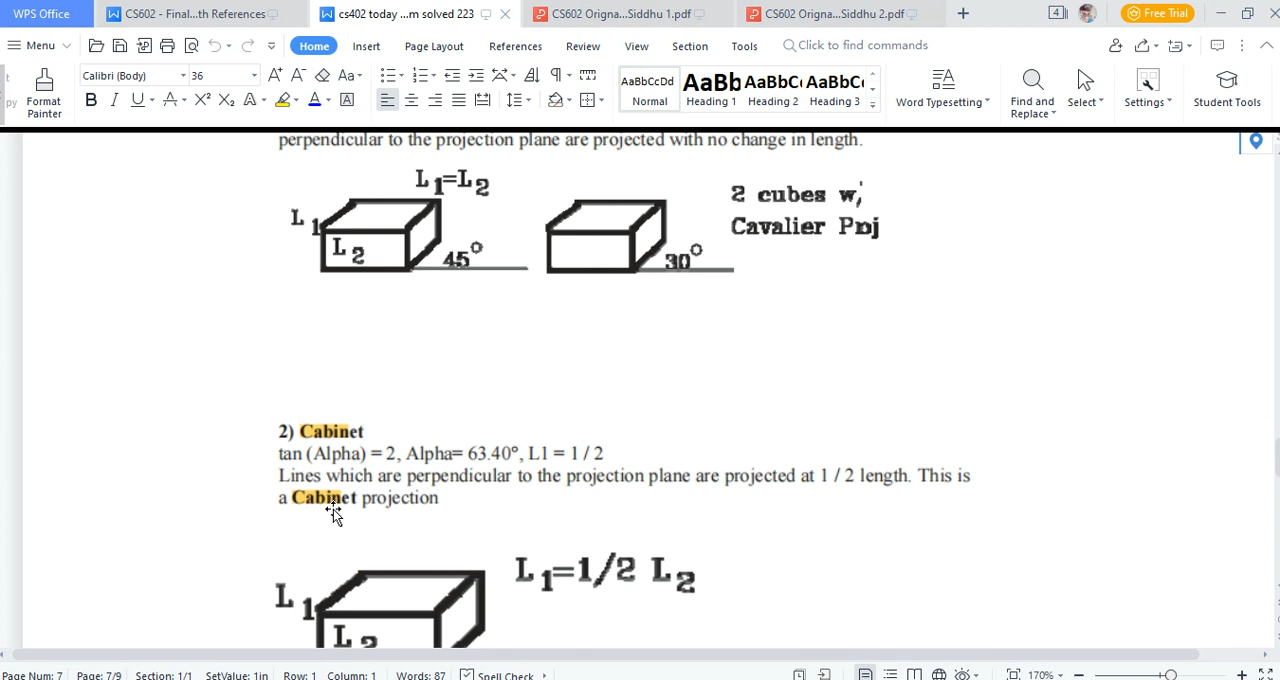 WPS Office
CS602 - Final...th References
cs402 today ...m solved 223
CS602 Origna...Siddhu 1.pdf
CS602 Origna...Siddhu 2.pdf
4
Free Trial
Menu
Home
Insert
Page Layout
References
Review
View
Section
Tools
Click to find commands
Format
Painter
Calibri (Body)
36
AaBbCcDd
Normal
AaBb
Heading 1
AaBbC
Heading 2
AaBbC
Heading 3
Word Typesetting
Find and
Replace
Select
Settings
Student Tools
perpendicular to the projection plane are projected with no change in length.
L1=L2
L1
L2
45°
30°
2 cubes w/
Cavalier Proj
2) Cabinet
tan (Alpha) = 2, Alpha= 63.40°, L1 = 1 / 2
Lines which are perpendicular to the projection plane are projected at 1 / 2 length. This is
a Cabinet projection
L1=1/2 L2
L1
L2
Page Num: 7
Page: 7/9
Section: 1/1
SetValue: 1in
Row: 1
Column: 1
Words: 87
Spell Check
170%